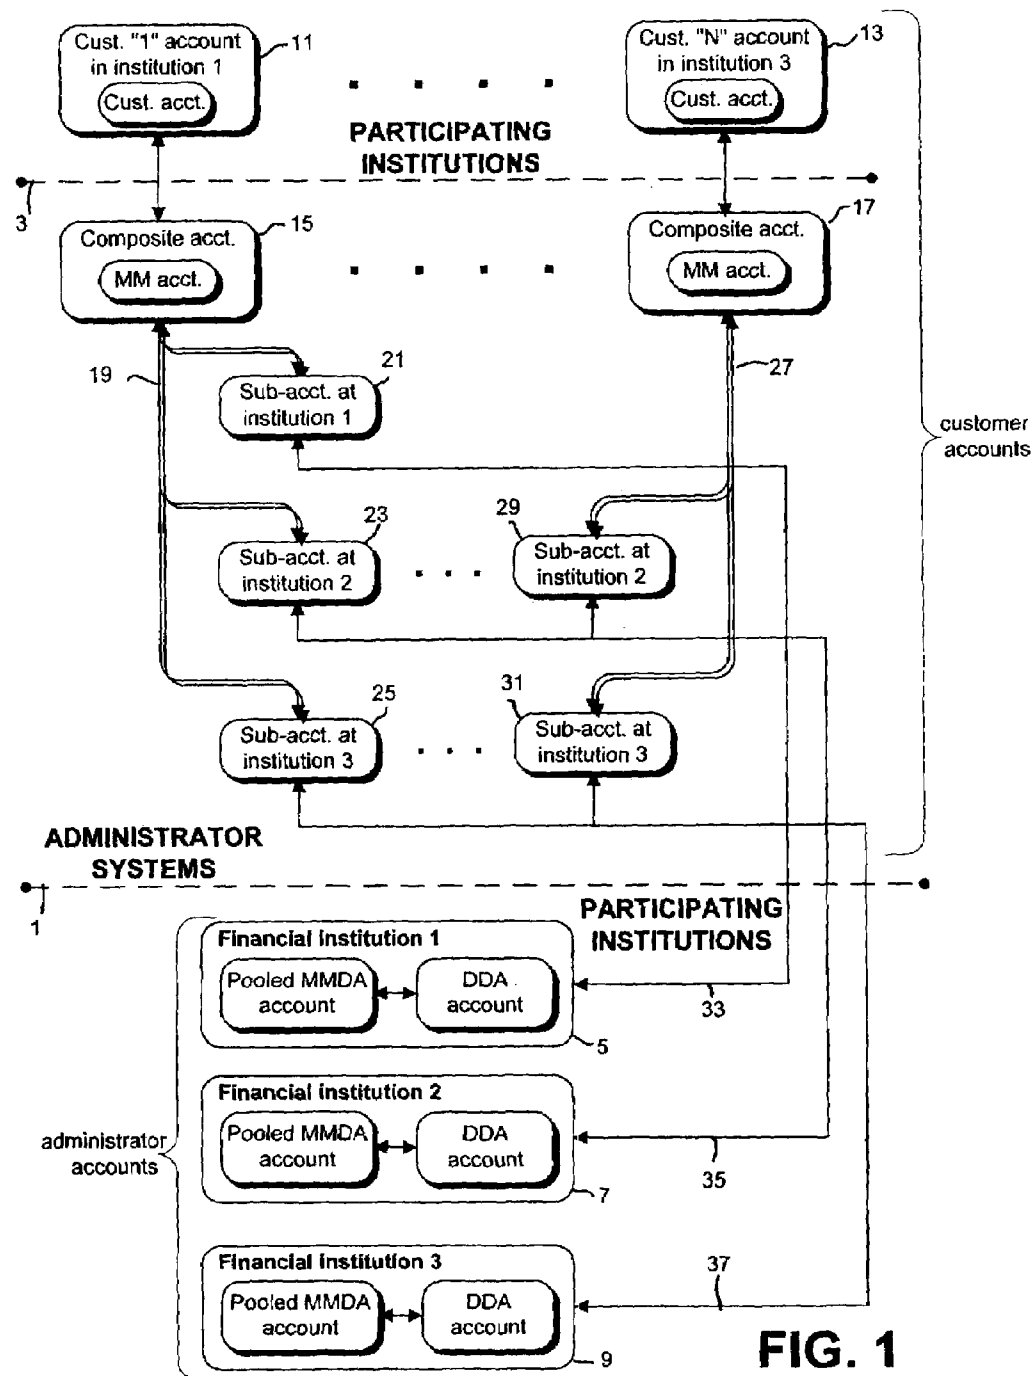 Cust. "1" account
in institution 1
Cust. acct.
11
Cust. "N" account
in institution 3
Cust. acct.
13
PARTICIPATING
INSTITUTIONS
3
Composite acct.
MM acct.
15
Composite acct.
MM acct.
17
19
21
27
Sub-acct. at
institution 1
customer
accounts
23
29
Sub-acct. at
institution 2
Sub-acct. at
institution 2
25
31
Sub-acct. at
institution 3
Sub-acct. at
institution 3
ADMINISTRATOR
SYSTEMS
1
PARTICIPATING
INSTITUTIONS
Financial institution 1
Pooled MMDA
account
DDA
account
33
5
Financial institution 2
Pooled MMDA
account
DDA
account
administrator
accounts
35
7
Financial institution 3
Pooled MMDA
account
DDA
account
37
9
FIG. 1